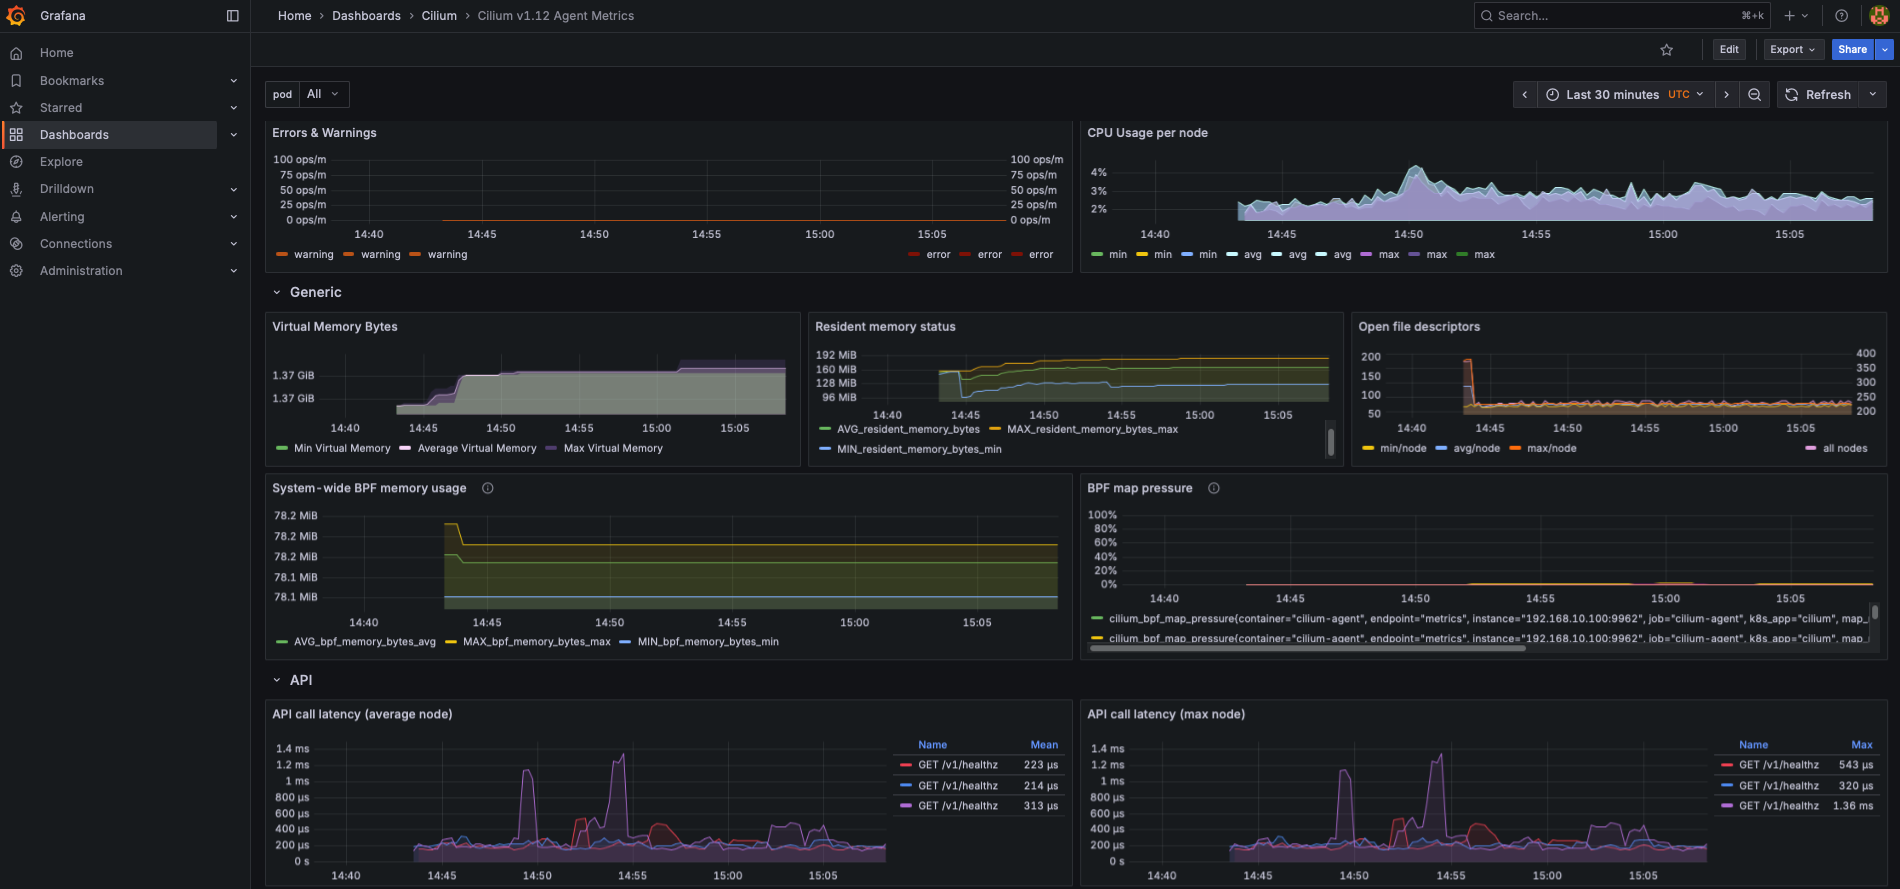 Grafana
Home › Dashboards › Cilium › Cilium v1.12 Agent Metrics
Search... ⌘+k
Home
Bookmarks
Starred
Dashboards
Explore
Drilldown
Alerting
Connections
Administration
Edit Export Share
pod All
Last 30 minutes UTC
Refresh
Errors & Warnings
100 ops/m 100 ops/m
75 ops/m 75 ops/m
50 ops/m 50 ops/m
25 ops/m 25 ops/m
0 ops/m 0 ops/m
14:40 14:45 14:50 14:55 15:00 15:05
warning warning warning error error error
CPU Usage per node
4%
3%
2%
14:40 14:45 14:50 14:55 15:00 15:05
min min min avg avg avg max max max
Generic
Virtual Memory Bytes
1.37 GiB
1.37 GiB
14:40 14:45 14:50 14:55 15:00 15:05
Min Virtual Memory Average Virtual Memory Max Virtual Memory
Resident memory status
192 MiB
160 MiB
128 MiB
96 MiB
14:40 14:45 14:50 14:55 15:00 15:05
AVG_resident_memory_bytes MAX_resident_memory_bytes_max
MIN_resident_memory_bytes_min
Open file descriptors
200 400
150 350
100 300
50 250
200
14:40 14:45 14:50 14:55 15:00 15:05
min/node avg/node max/node all nodes
System-wide BPF memory usage
78.2 MiB
78.2 MiB
78.2 MiB
78.1 MiB
78.1 MiB
14:40 14:45 14:50 14:55 15:00 15:05
AVG_bpf_memory_bytes_avg MAX_bpf_memory_bytes_max MIN_bpf_memory_bytes_min
BPF map pressure
100%
80%
60%
40%
20%
0%
14:40 14:45 14:50 14:55 15:00 15:05
cilium_bpf_map_pressure{container="cilium-agent", endpoint="metrics", instance="192.168.10.100:9962", job="cilium-agent", k8s_app="cilium", map_
cilium_bpf_map_pressure{container="cilium-agent", endpoint="metrics", instance="192.168.10.100:9962", job="cilium-agent", k8s_app="cilium", map_
API
API call latency (average node)
1.4 ms
1.2 ms
1 ms
800 µs
600 µs
400 µs
200 µs
0 s
14:40 14:45 14:50 14:55 15:00 15:05
Name Mean
GET /v1/healthz 223 µs
GET /v1/healthz 214 µs
GET /v1/healthz 313 µs
API call latency (max node)
1.4 ms
1.2 ms
1 ms
800 µs
600 µs
400 µs
200 µs
0 s
14:40 14:45 14:50 14:55 15:00 15:05
Name Max
GET /v1/healthz 543 µs
GET /v1/healthz 320 µs
GET /v1/healthz 1.36 ms